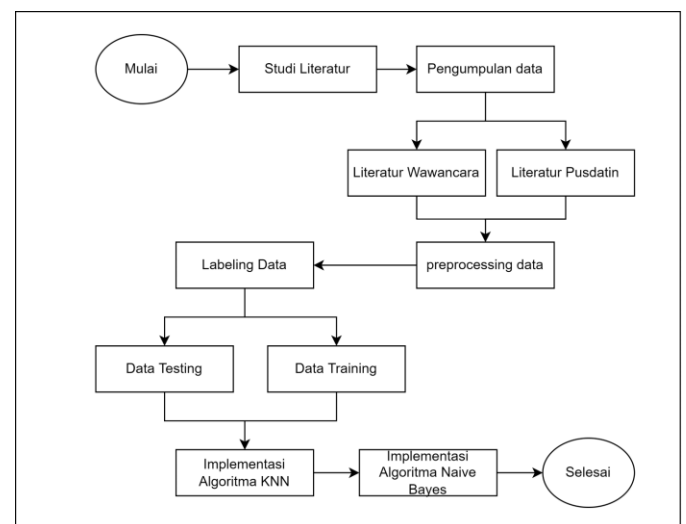 Mulai
Studi Literatur
Pengumpulan data
Literatur Wawancara
Literatur Pusdatin
Labeling Data
preprocessing data
Data Testing
Data Training
Implementasi
Algoritma KNN
Implementasi
Algoritma Naive
Bayes
Selesai